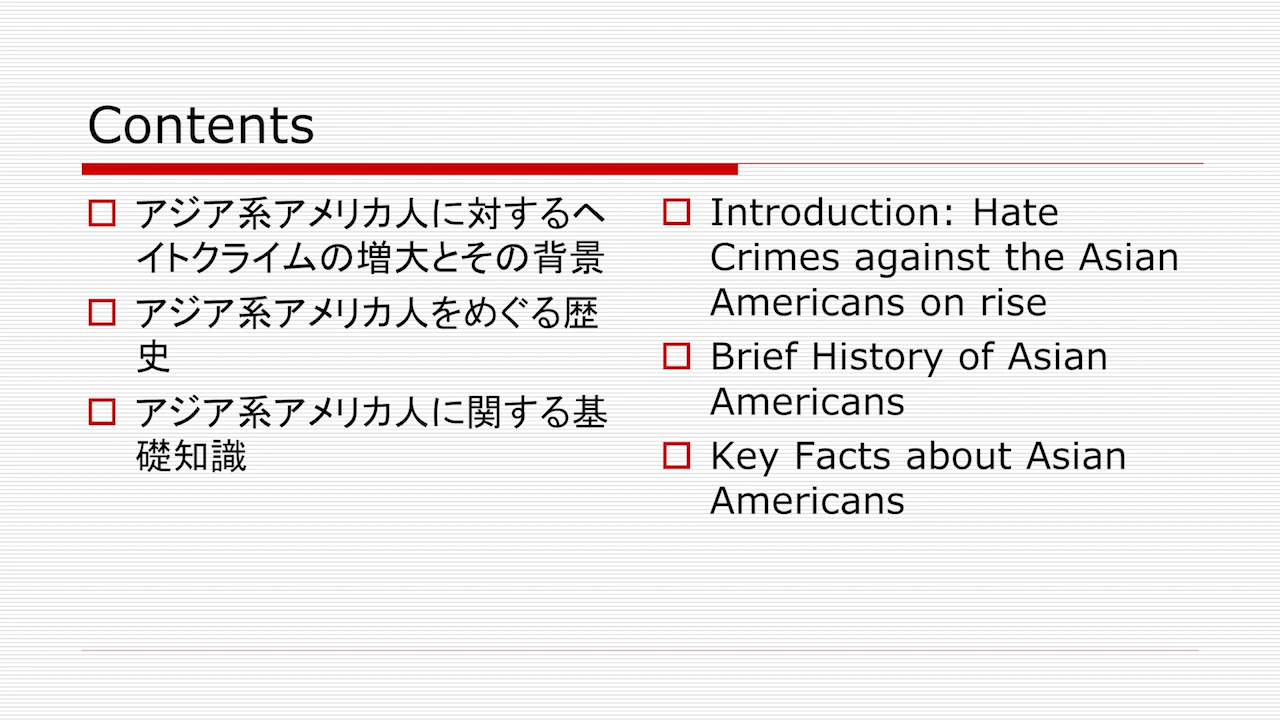 Contents
アジア系アメリカ人に対するヘ
イトクライムの増大とその背景
アジア系アメリカ人をめぐる歴
史
アジア系アメリカ人に関する基
礎知識
Introduction: Hate
Crimes against the Asian
Americans on rise
Brief History of Asian
Americans
Key Facts about Asian
Americans